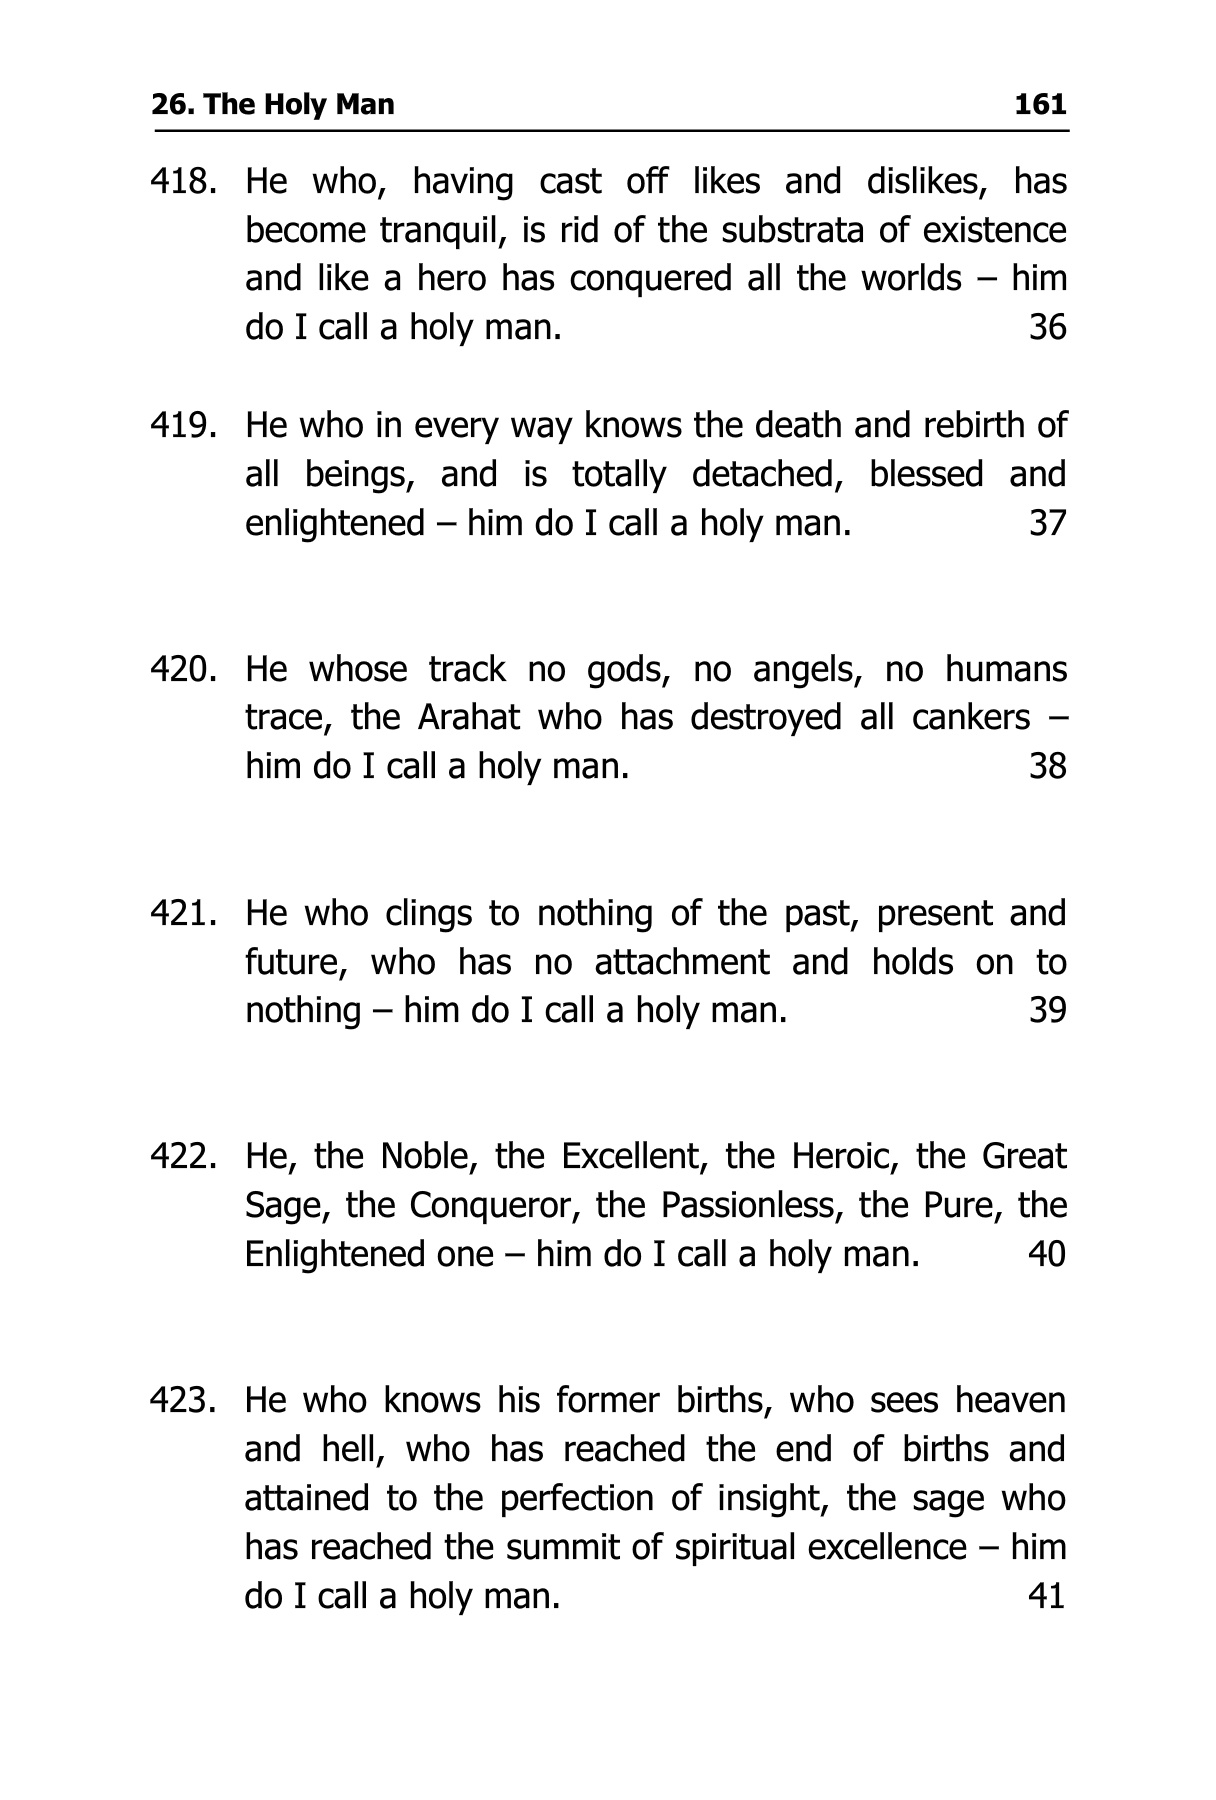 26. The Holy Man 161
418. He who, having cast off likes and dislikes, has
become tranquil, is rid of the substrata of existence
and like a hero has conquered all the worlds – him
do I call a holy man. 36
419. He who in every way knows the death and rebirth of
all beings, and is totally detached, blessed and
enlightened – him do I call a holy man. 37
420. He whose track no gods, no angels, no humans
trace, the Arahat who has destroyed all cankers –
him do I call a holy man. 38
421. He who clings to nothing of the past, present and
future, who has no attachment and holds on to
nothing – him do I call a holy man. 39
422. He, the Noble, the Excellent, the Heroic, the Great
Sage, the Conqueror, the Passionless, the Pure, the
Enlightened one – him do I call a holy man. 40
423. He who knows his former births, who sees heaven
and hell, who has reached the end of births and
attained to the perfection of insight, the sage who
has reached the summit of spiritual excellence – him
do I call a holy man. 41